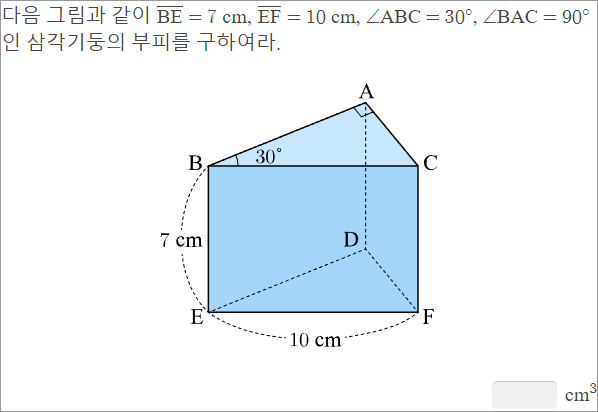 다음 그림과 같이 BE = 7 cm, EF = 10 cm, ∠ABC = 30°, ∠BAC = 90°
인 삼각기둥의 부피를 구하여라.
A
B
30°
C
7 cm
D
E
F
10 cm
cm³